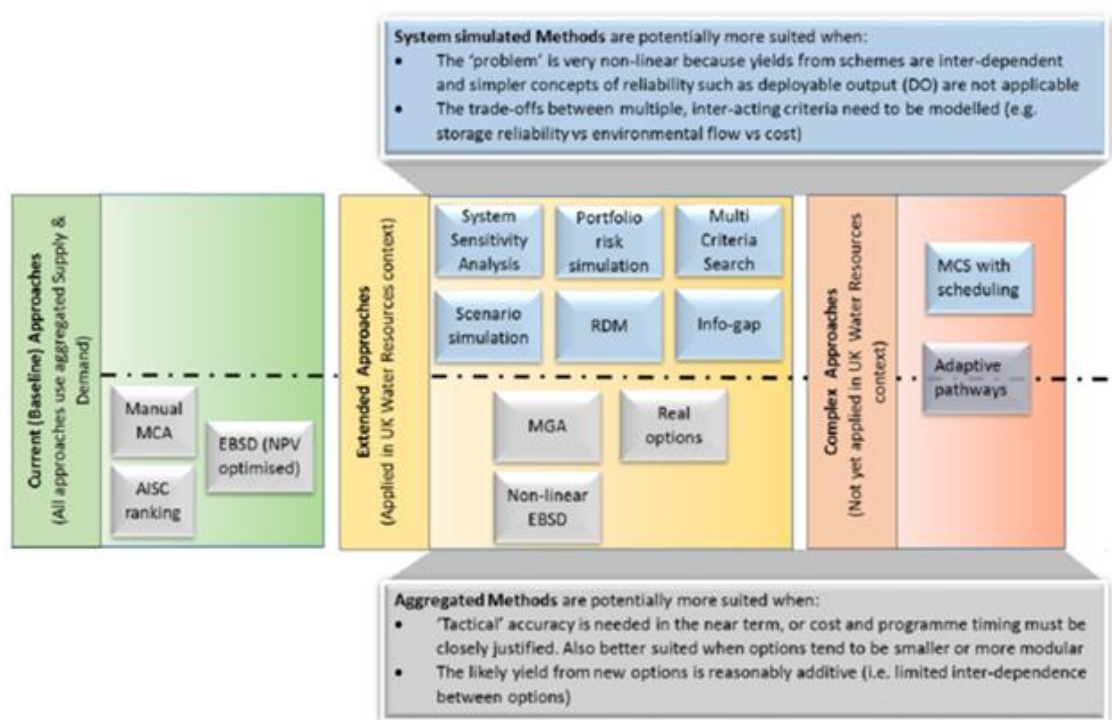 System simulated Methods are potentially more suited when:
• The 'problem' is very non-linear because yields from schemes are inter-dependent
and simpler concepts of reliability such as deployable output (DO) are not applicable
• The trade-offs between multiple, inter-acting criteria need to be modelled (e.g.
storage reliability vs environmental flow vs cost)
Current (Baseline) Approaches
(All approaches use aggregated Supply &
Demand)
Manual
MCA
AISC
ranking
EBSD (NPV
optimised)
Extended Approaches
(Applied in UK Water Resources context)
System
Sensitivity
Analysis
Portfolio
risk
simulation
Multi
Criteria
Search
Scenario
simulation
RDM
Info-gap
MGA
Real
options
Non-linear
EBSD
Complex Approaches
(Not yet applied in UK Water Resources
context)
MCS with
scheduling
Adaptive
pathways
Aggregated Methods are potentially more suited when:
• 'Tactical' accuracy is needed in the near term, or cost and programme timing must be
closely justified. Also better suited when options tend to be smaller or more modular
• The likely yield from new options is reasonably additive (i.e. limited inter-dependence
between options)